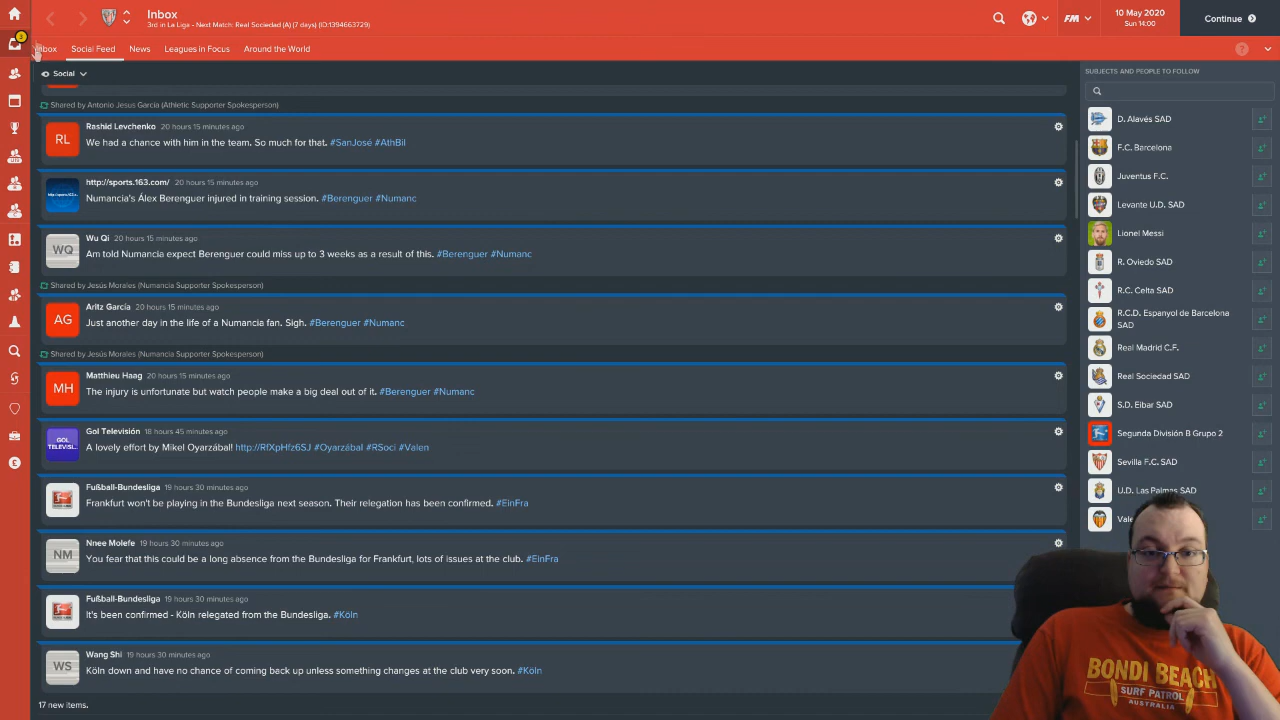 Inbox
3rd in La Liga - Next Match: Real Sociedad (A) (7 days) (ID:1394663729)
FM
10 May 2020
Sun 14:00
Continue
3
Inbox
Social Feed
News
Leagues in Focus
Around the World
?
Social
SUBJECTS AND PEOPLE TO FOLLOW
Shared by Antonio Jesus Garcia (Athletic Supporter Spokesperson)
RL
Rashid Levchenko 20 hours 15 minutes ago
We had a chance with him in the team. So much for that. #SanJosé #AthBil
http://sports.163.com/ 20 hours 15 minutes ago
Numancia's Álex Berenguer injured in training session. #Berenguer #Numanc
WQ
Wu Qi 20 hours 15 minutes ago
Am told Numancia expect Berenguer could miss up to 3 weeks as a result of this. #Berenguer #Numanc
Shared by Jesús Morales (Numancia Supporter Spokesperson)
AG
Aritz García 20 hours 15 minutes ago
Just another day in the life of a Numancia fan. Sigh. #Berenguer #Numanc
Shared by Jesús Morales (Numancia Supporter Spokesperson)
MH
Matthieu Haag 20 hours 15 minutes ago
The injury is unfortunate but watch people make a big deal out of it. #Berenguer #Numanc
GOL
TELEVISI...
Gol Televisión 18 hours 45 minutes ago
A lovely effort by Mikel Oyarzábal! http://RfXpHfz6SJ #Oyarzábal #RSoci #Valen
Fußball-Bundesliga 19 hours 30 minutes ago
Frankfurt won't be playing in the Bundesliga next season. Their relegation has been confirmed. #EinFra
NM
Nnee Molefe 19 hours 30 minutes ago
You fear that this could be a long absence from the Bundesliga for Frankfurt, lots of issues at the club. #EinFra
Fußball-Bundesliga 19 hours 30 minutes ago
It's been confirmed - Köln relegated from the Bundesliga. #Köln
WS
Wang Shi 19 hours 30 minutes ago
Köln down and have no chance of coming back up unless something changes at the club very soon. #Köln
17 new items.
D. Alavés SAD
F.C. Barcelona
Juventus F.C.
Levante U.D. SAD
Lionel Messi
R. Oviedo SAD
R.C. Celta SAD
R.C.D. Espanyol de Barcelona
SAD
Real Madrid C.F.
Real Sociedad SAD
S.D. Eibar SAD
Segunda División B Grupo 2
Sevilla F.C. SAD
U.D. Las Palmas SAD
BONDI BEACH
SURF PATROL
AUSTRALIA